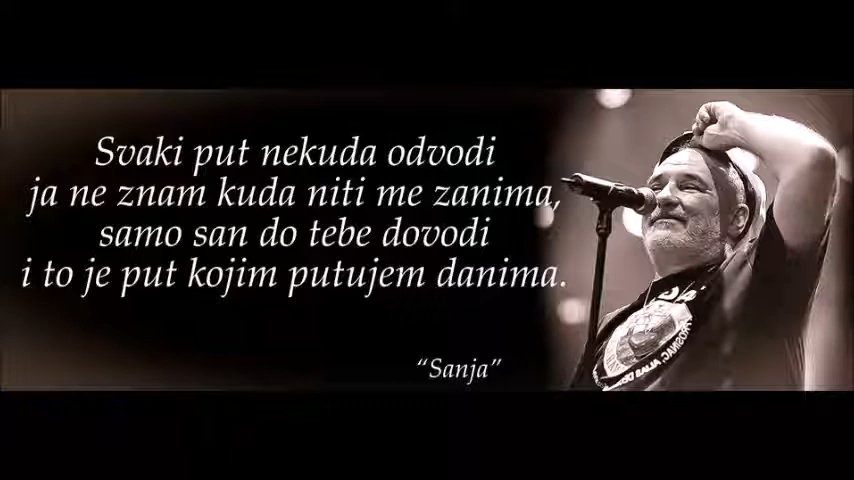 Svaki put nekuda odvodi
ja ne znam kuda niti me zanima,
samo san do tebe dovodi
i to je put kojim putujem danima.
“Sanja”